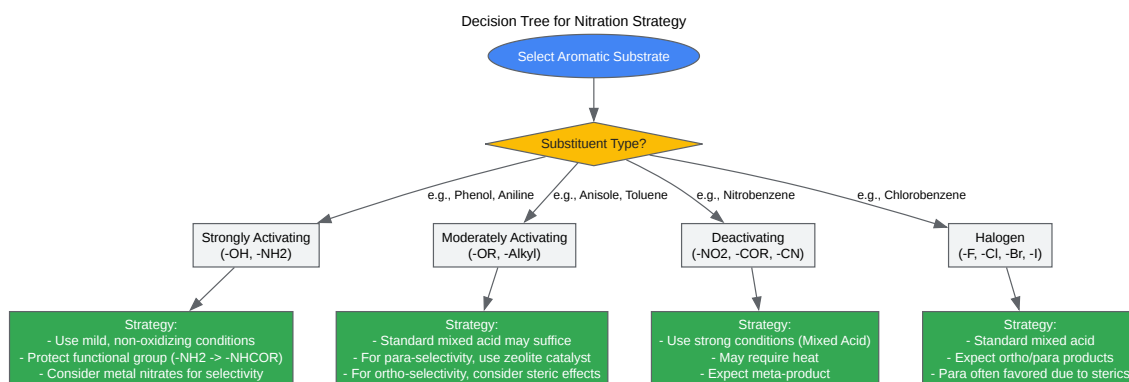 Decision Tree for Nitration Strategy
Select Aromatic Substrate
Substituent Type?
e.g., Phenol, Aniline
e.g., Anisole, Toluene
e.g., Nitrobenzene
e.g., Chlorobenzene
Strongly Activating
(-OH, -NH2)
Moderately Activating
(-OR, -Alkyl)
Deactivating
(-NO2, -COR, -CN)
Halogen
(-F, -Cl, -Br, -I)
Strategy:
- Use mild, non-oxidizing conditions
- Protect functional group (-NH2 -> -NHCOR)
- Consider metal nitrates for selectivity
Strategy:
- Standard mixed acid may suffice
- For para-selectivity, use zeolite catalyst
- For ortho-selectivity, consider steric effects
Strategy:
- Use strong conditions (Mixed Acid)
- May require heat
- Expect meta-product
Strategy:
- Standard mixed acid
- Expect ortho/para products
- Para often favored due to sterics